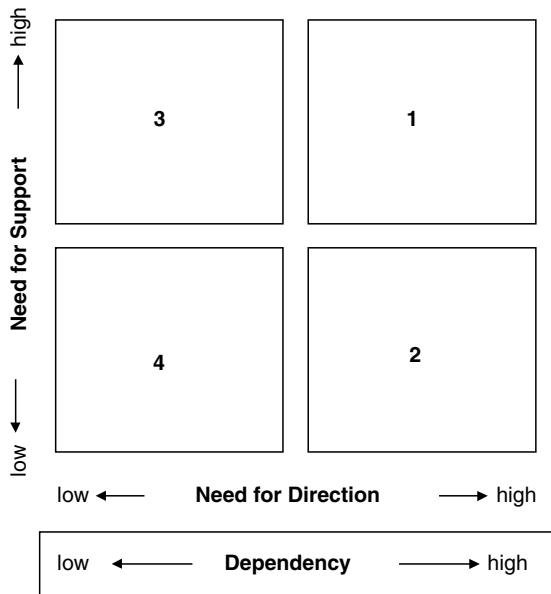 high
Need for Support
low
3
1
4
2
low Need for Direction high
low Dependency high